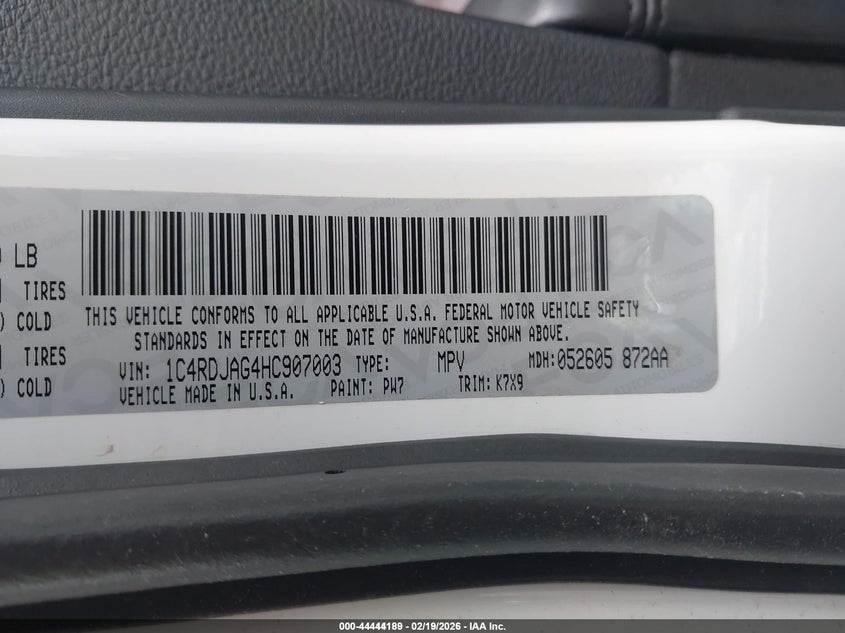 LB
TIRES
COLD
TIRES
COLD
THIS VEHICLE CONFORMS TO ALL APPLICABLE U.S.A. FEDERAL MOTOR VEHICLE SAFETY
STANDARDS IN EFFECT ON THE DATE OF MANUFACTURE SHOWN ABOVE.
VIN: 1C4RDJAG4HC907003 TYPE: MPV MDH:052605 872AA
VEHICLE MADE IN U.S.A. PAINT: PW7 TRIM: K7X9
000-44444189 - 02/19/2026 - IAA Inc.